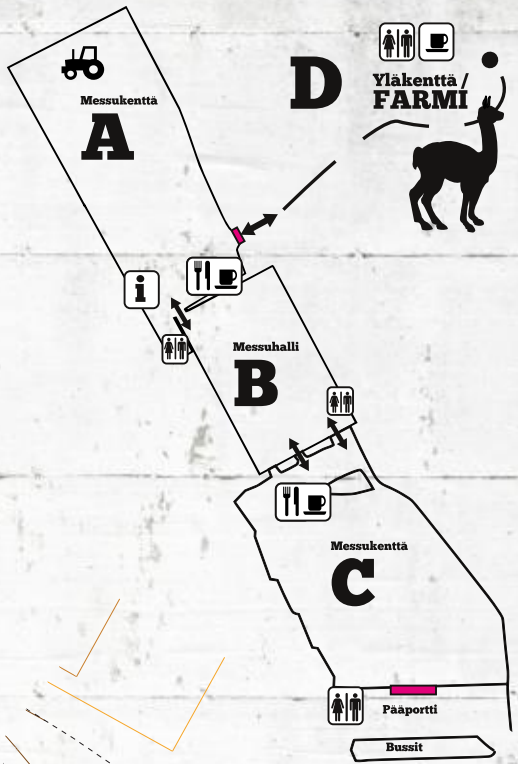 D
Yläkenttä /
FARMI
Messukenttä
A
i
Messuhalli
B
Messukenttä
C
Pääportti
Bussit